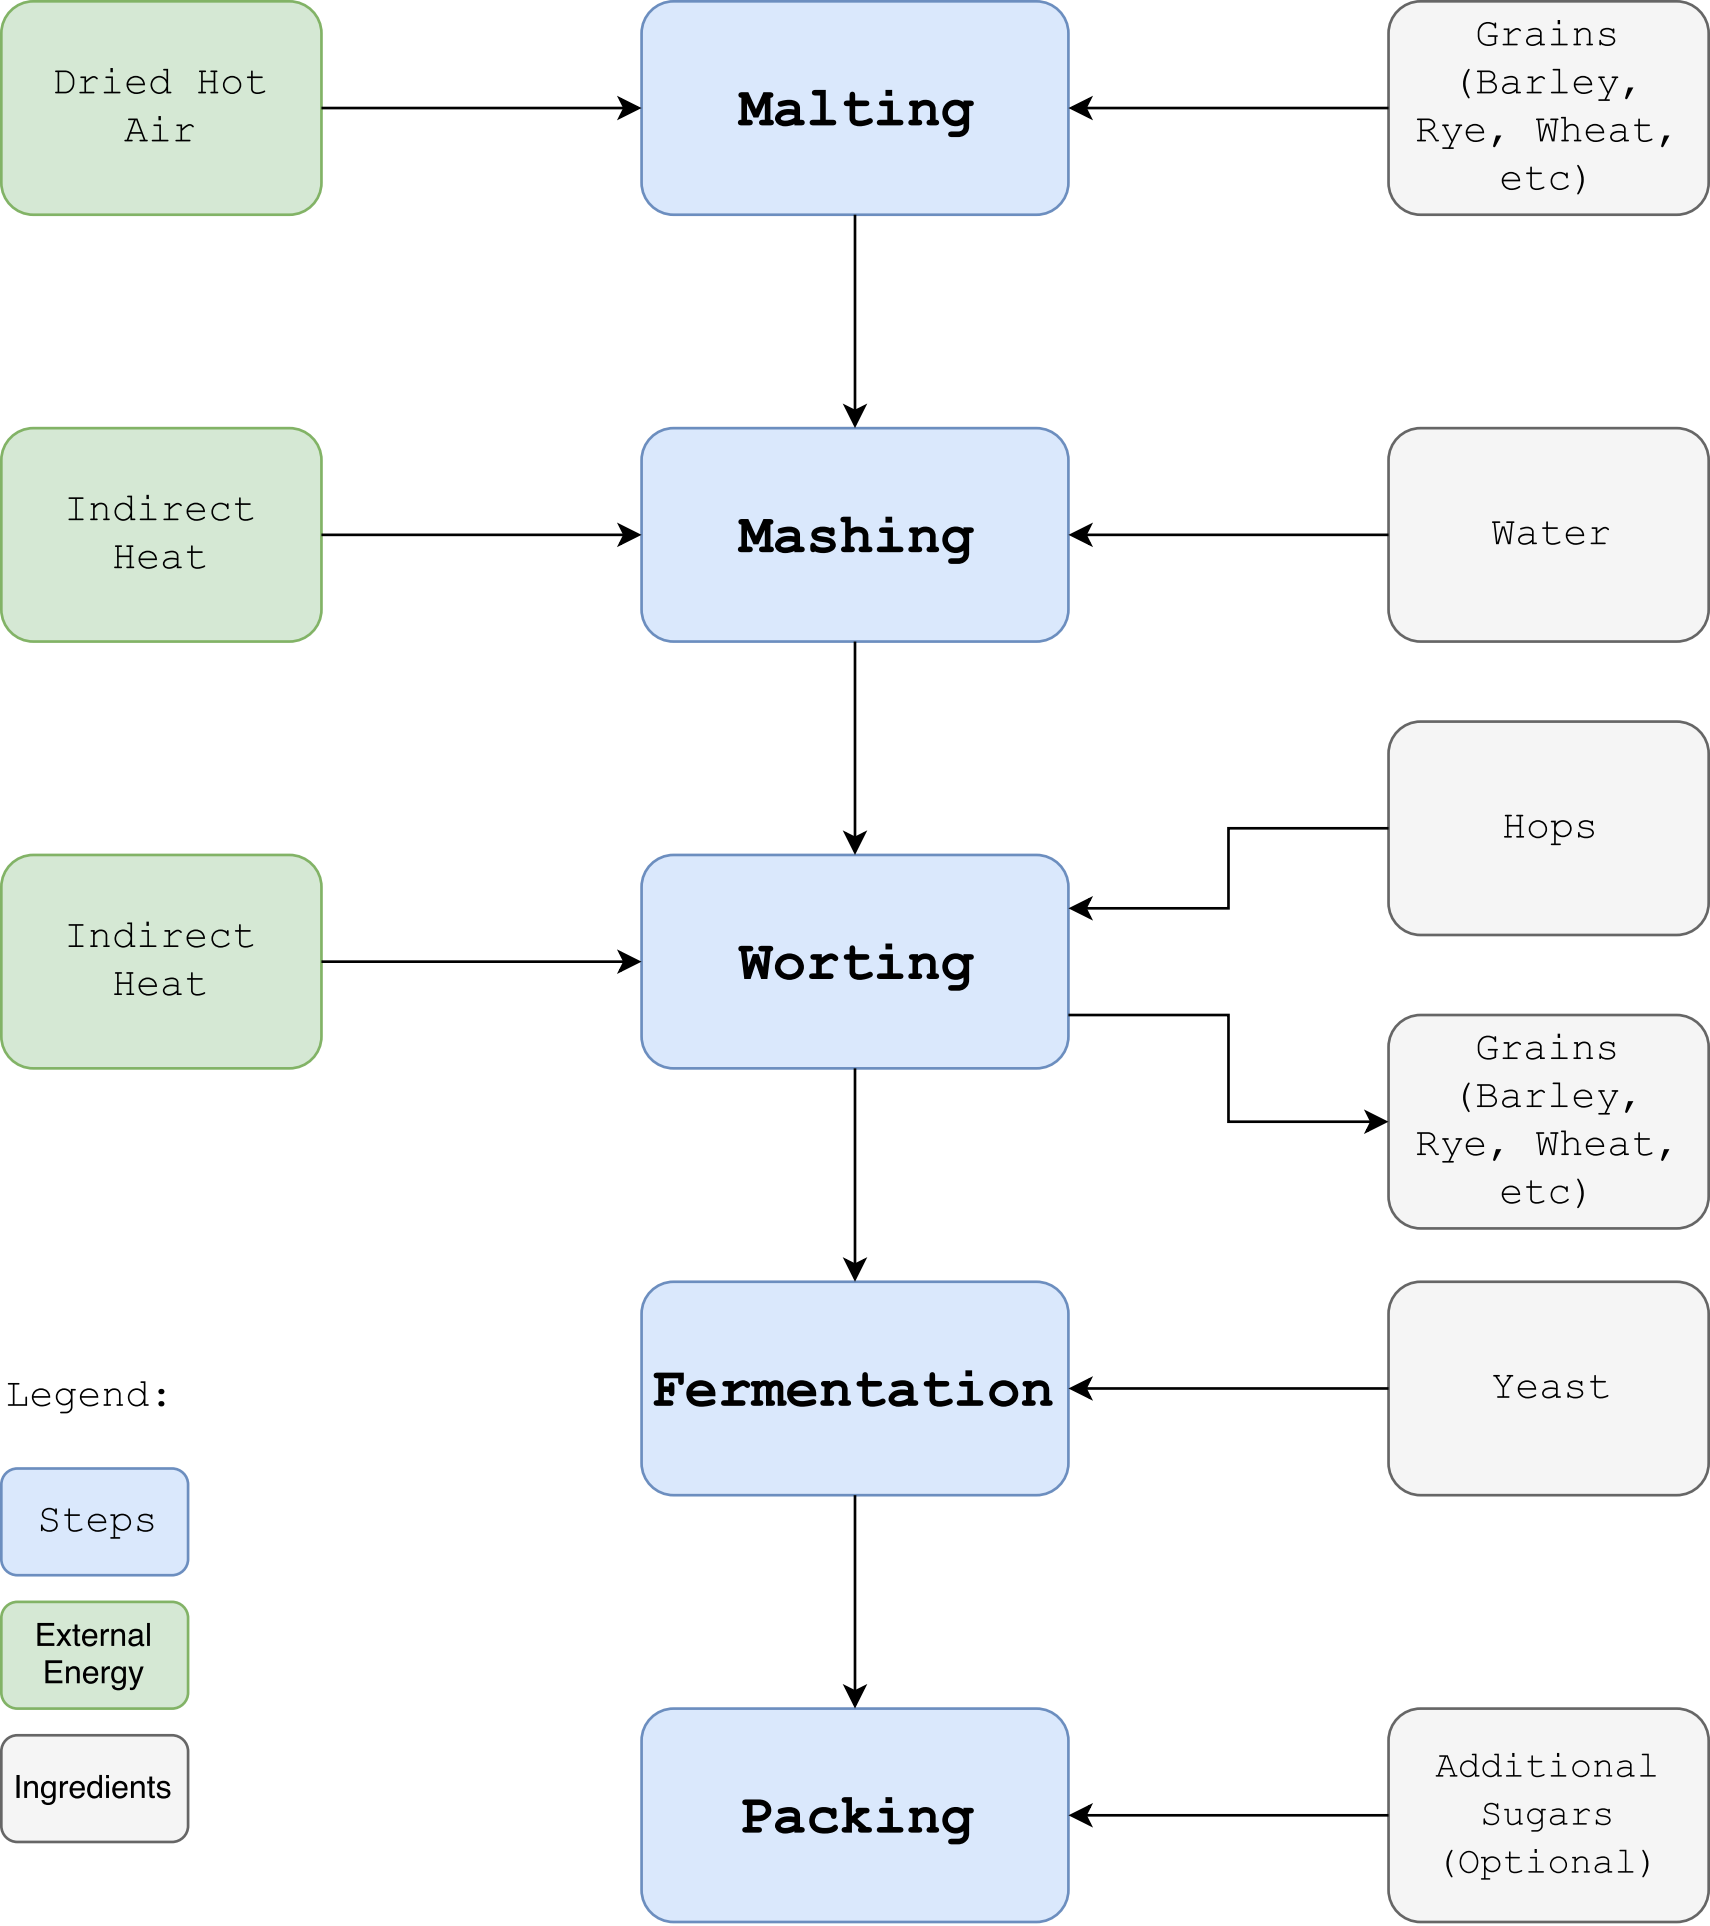 Dried Hot
Air
Malting
Grains
(Barley,
Rye, Wheat,
etc)
Indirect
Heat
Mashing
Water
Hops
Indirect
Heat
Worting
Grains
(Barley,
Rye, Wheat,
etc)
Fermentation
Yeast
Legend:
Steps
External
Energy
Ingredients
Packing
Additional
Sugars
(Optional)